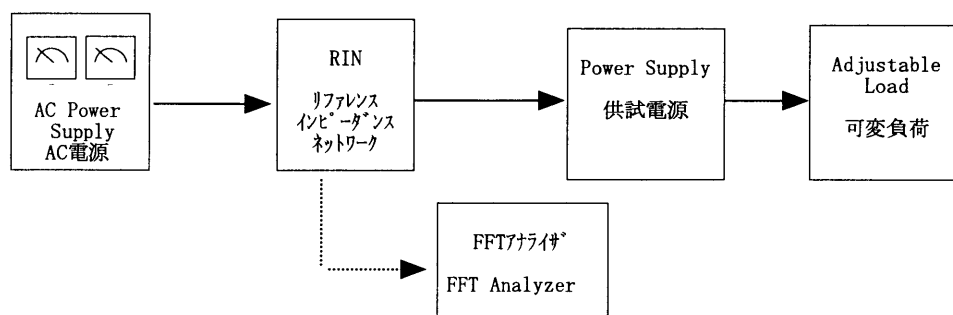 AC Power
Supply
AC電源
RIN
リファレンス
インピーダンス
ネットワーク
Power Supply
供試電源
Adjustable
Load
可変負荷
FFTアナライザ
FFT Analyzer